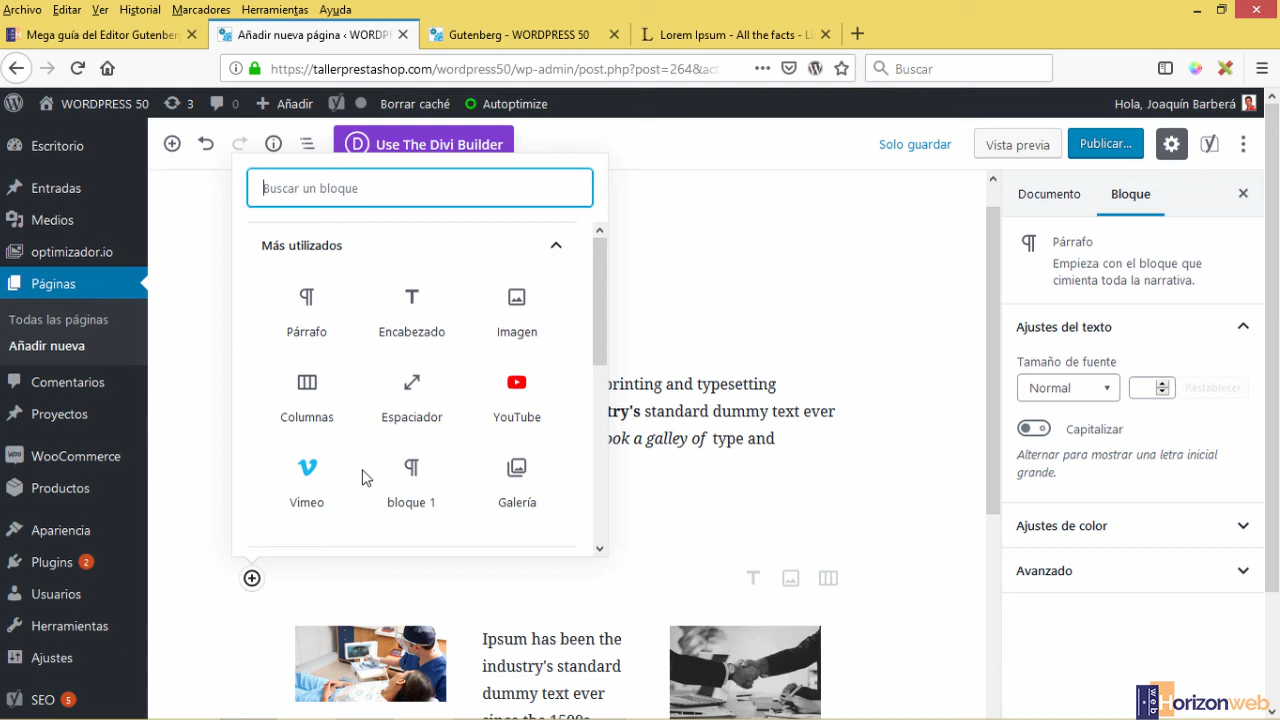 Archivo Editar Ver Historial Marcadores Herramientas Ayuda
Mega guía del Editor Gutenber
Añadir nueva página ‹ WORDPR
Gutenberg - WORDPRESS 50
Lorem Ipsum - All the facts - Li
https://tallerprestashop.com/wordpress50/wp-admin/post.php?post=264&act
Buscar
WORDPRESS 50
3
0
Añadir
Borrar caché
Autoptimize
Hola, Joaquín Barberá
Escritorio
Entradas
Medios
optimizador.io
Páginas
Todas las páginas
Añadir nueva
Comentarios
Proyectos
WooCommerce
Productos
Apariencia
Plugins 2
Usuarios
Herramientas
Ajustes
SEO 5
Use The Divi Builder
Solo guardar
Vista previa
Publicar...
Buscar un bloque
Más utilizados
Párrafo
Encabezado
Imagen
Columnas
Espaciador
YouTube
Vimeo
bloque 1
Galería
printing and typesetting
try's standard dummy text ever
ook a galley of type and
Ipsum has been the
industry's standard
dummy text ever
since the 1500s
Documento
Bloque
Párrafo
Empieza con el bloque que
cimienta toda la narrativa.
Ajustes del texto
Tamaño de fuente
Normal
Restablecer
Capitalizar
Alternar para mostrar una letra inicial
grande.
Ajustes de color
Avanzado
web Horizonweb